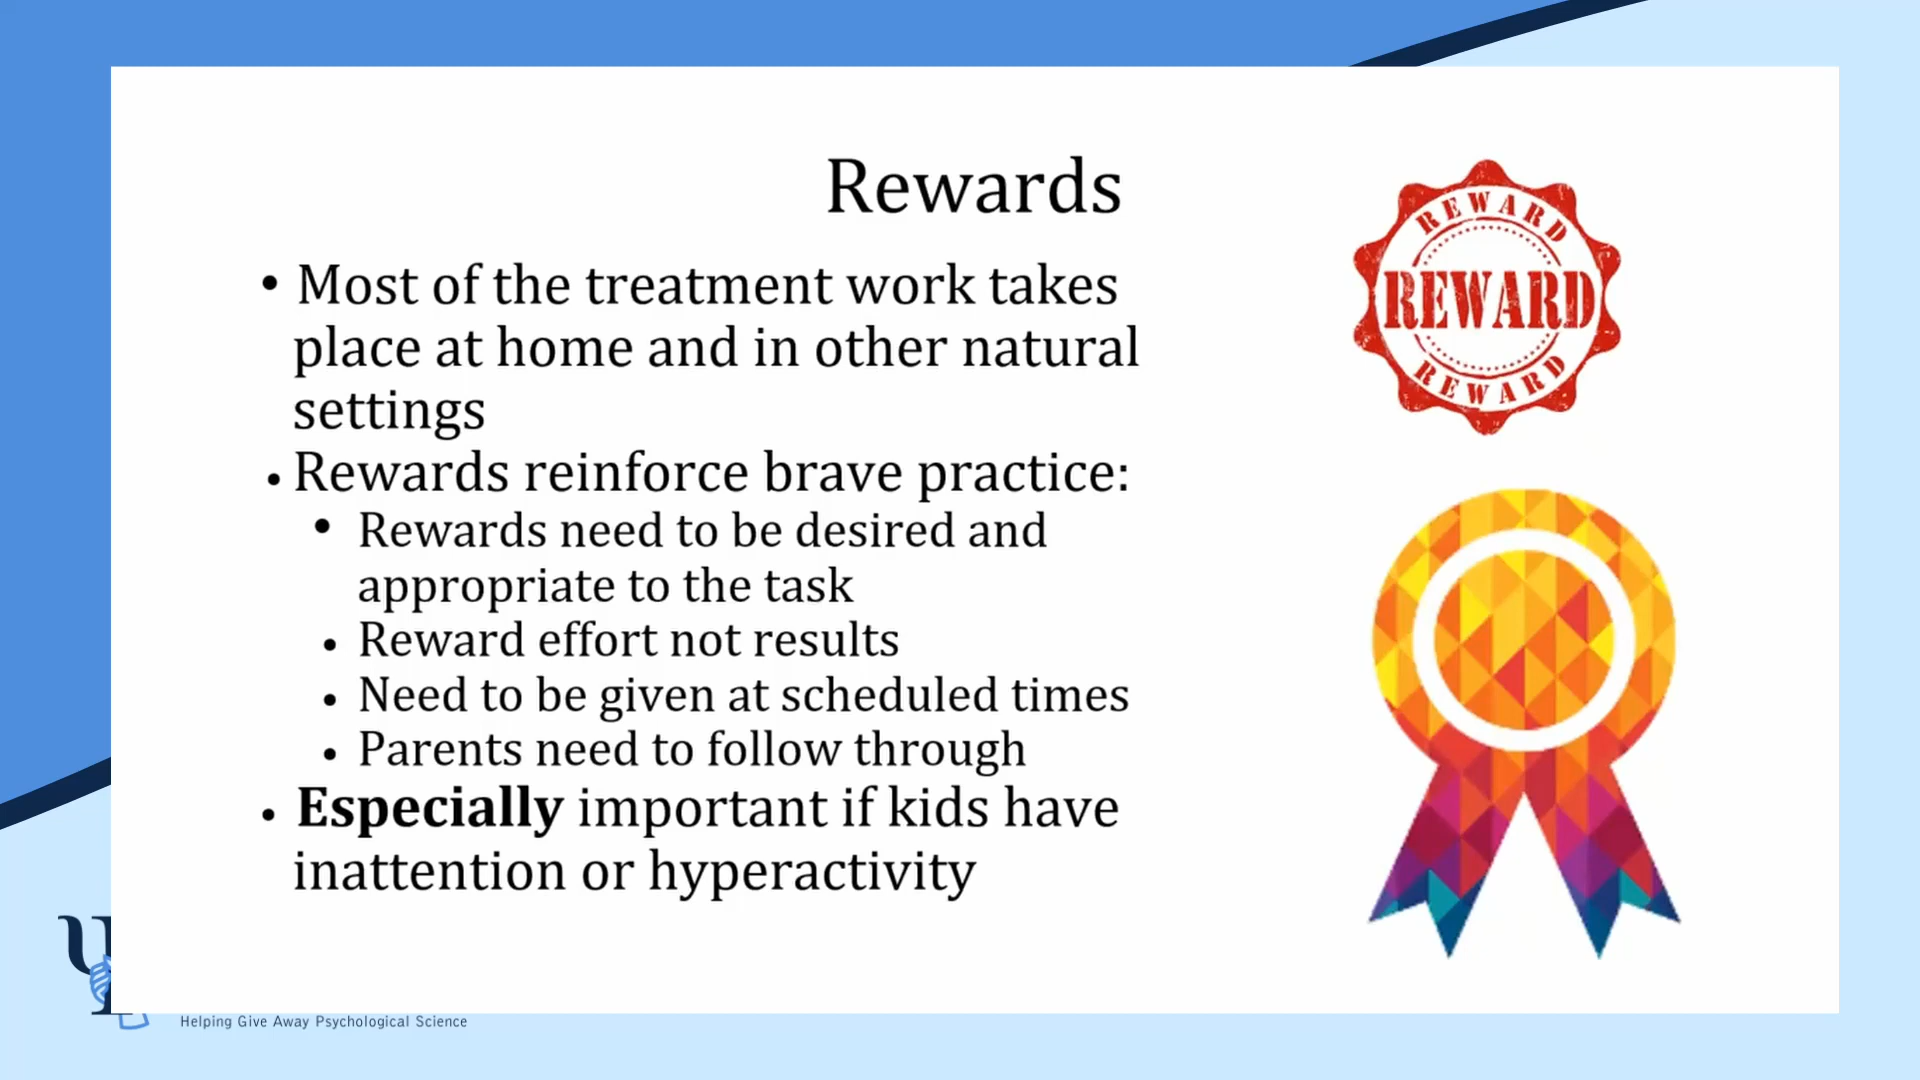 Rewards
• Most of the treatment work takes
place at home and in other natural
settings
• Rewards reinforce brave practice:
• Rewards need to be desired and
appropriate to the task
• Reward effort not results
• Need to be given at scheduled times
• Parents need to follow through
• Especially important if kids have
inattention or hyperactivity
REWARD
REWARD
REWARD
Helping Give Away Psychological Science